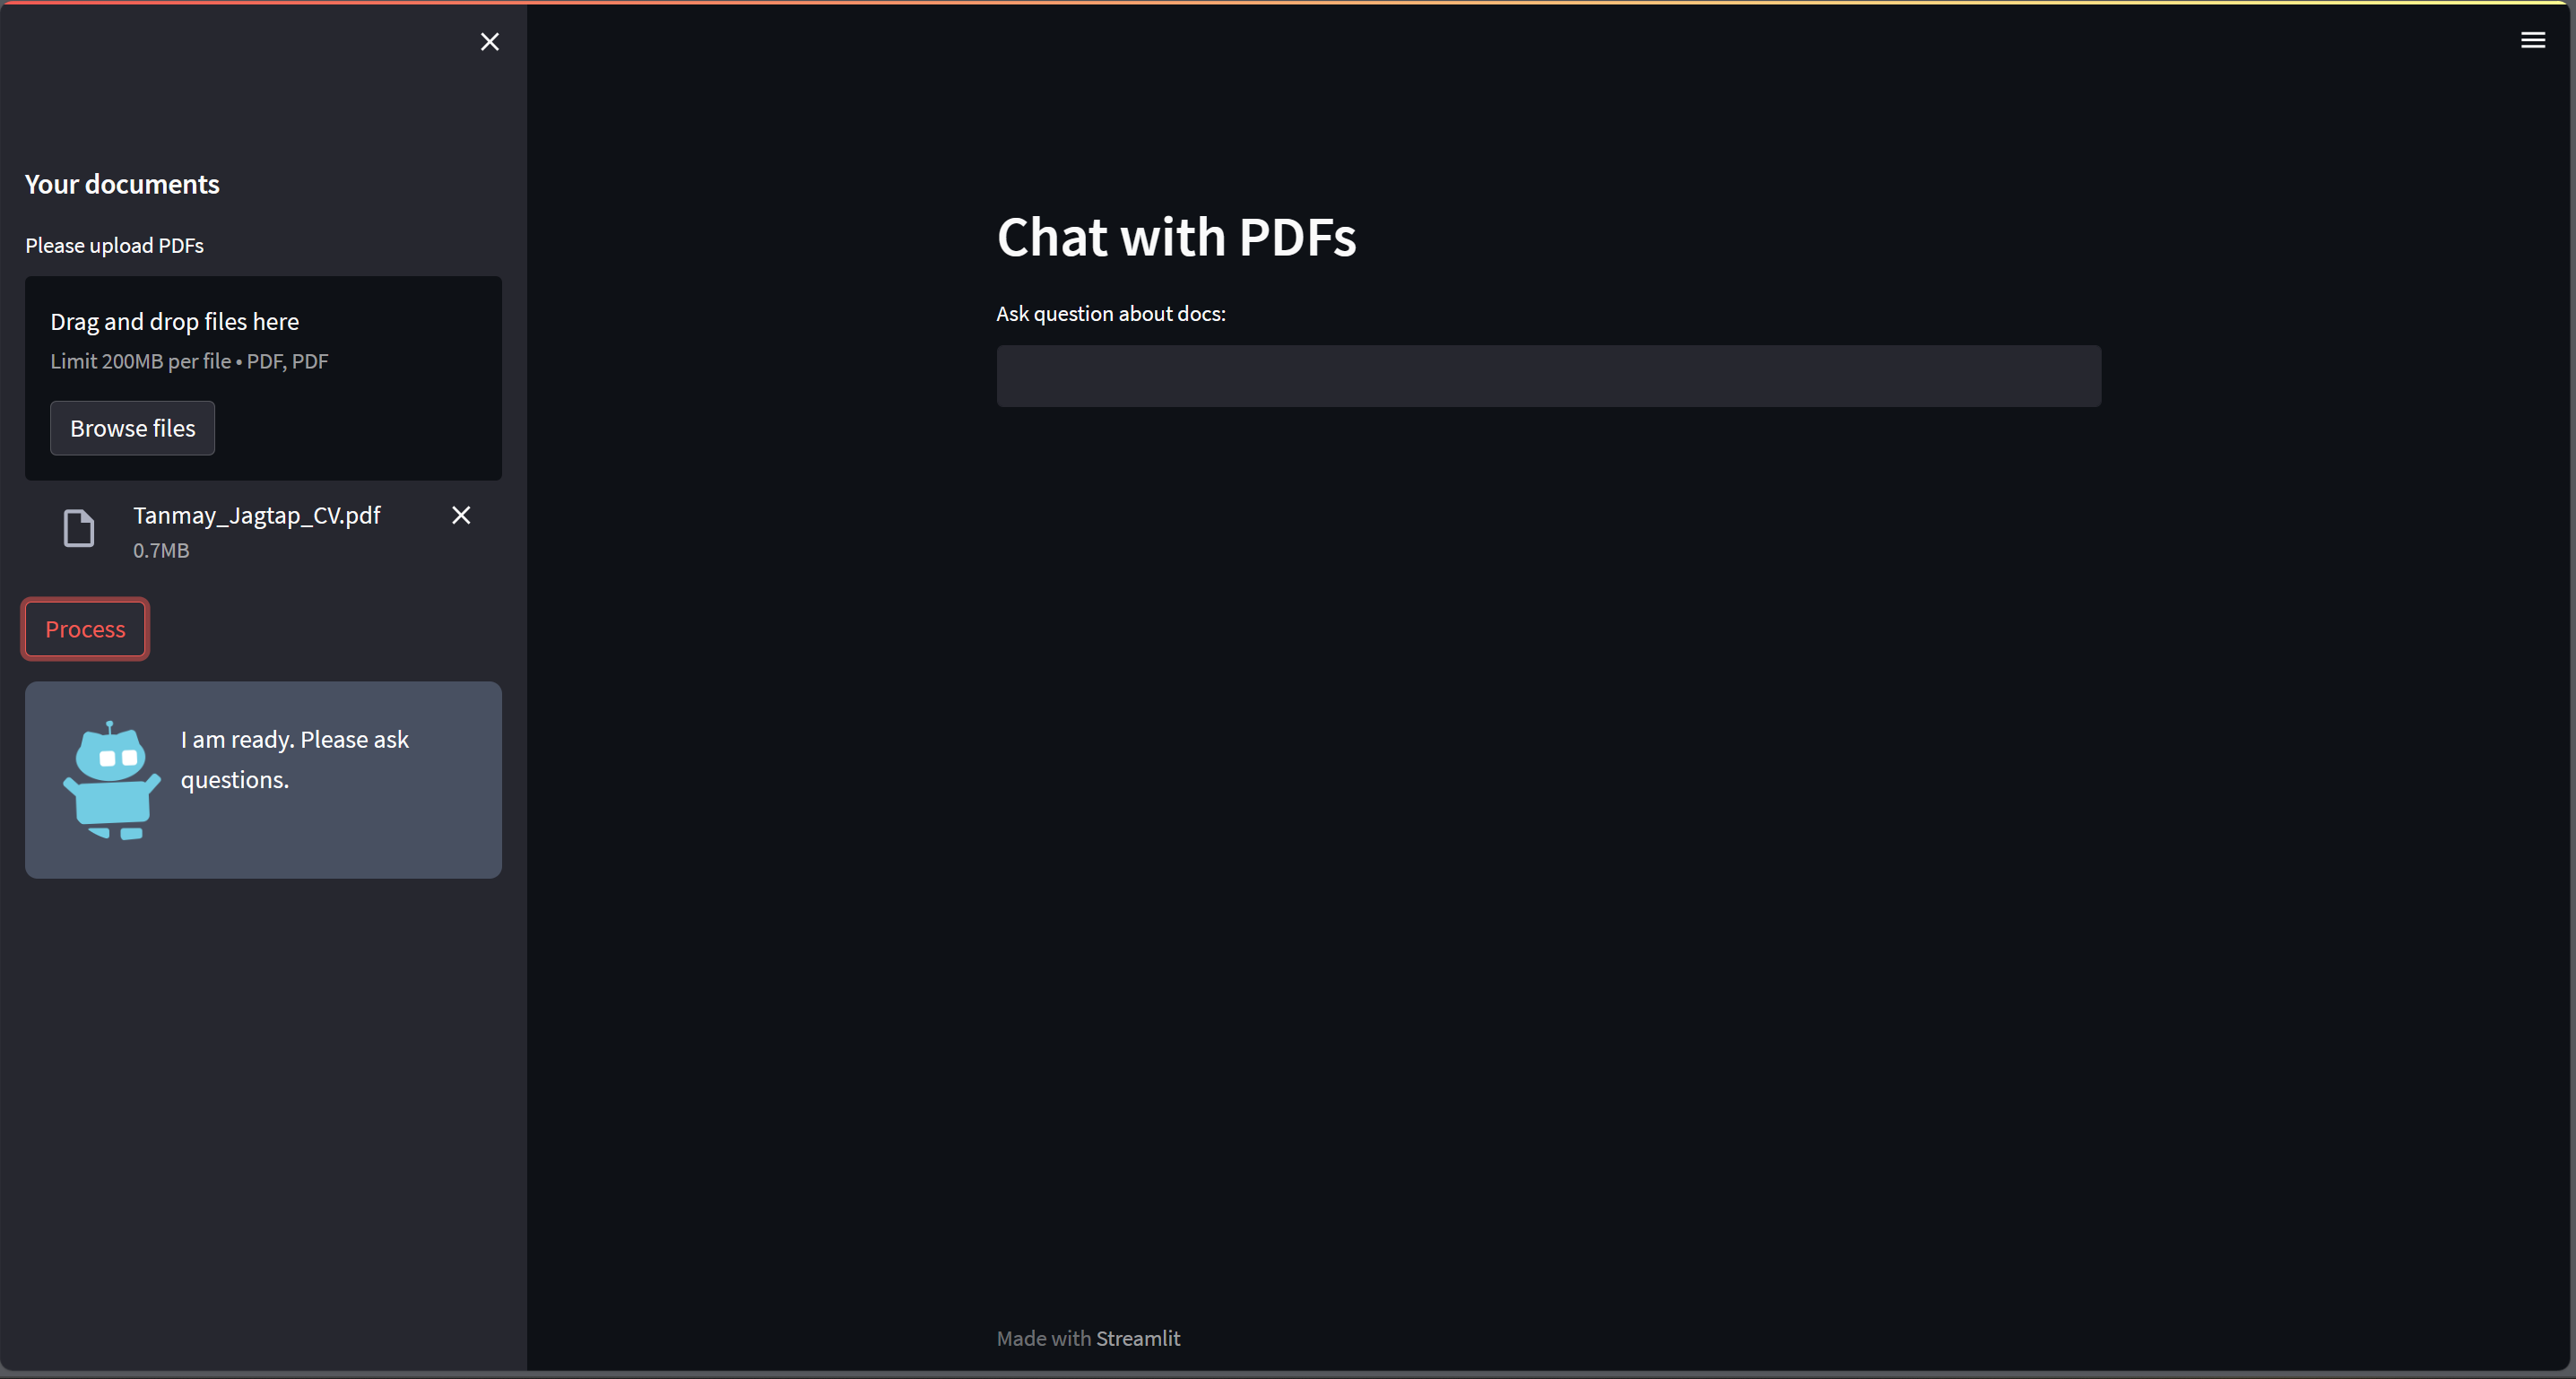 Your documents
Please upload PDFs
Drag and drop files here
Limit 200MB per file • PDF, PDF
Browse files
Tanmay_Jagtap_CV.pdf
0.7MB
Process
I am ready. Please ask
questions.
Chat with PDFs
Ask question about docs:
Made with Streamlit